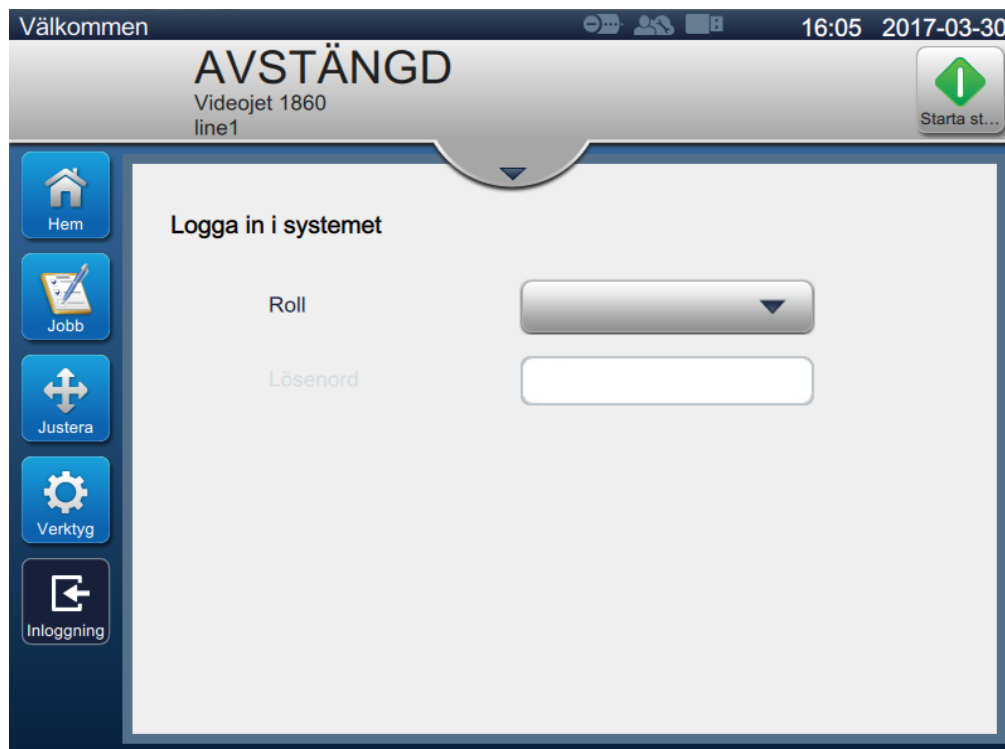 Välkommen 16:05 2017-03-30
AVSTÄNGD
Videojet 1860
line1
Starta st...
Hem
Logga in i systemet
Roll
Jobb
Lösenord
Justera
Verktyg
Inloggning